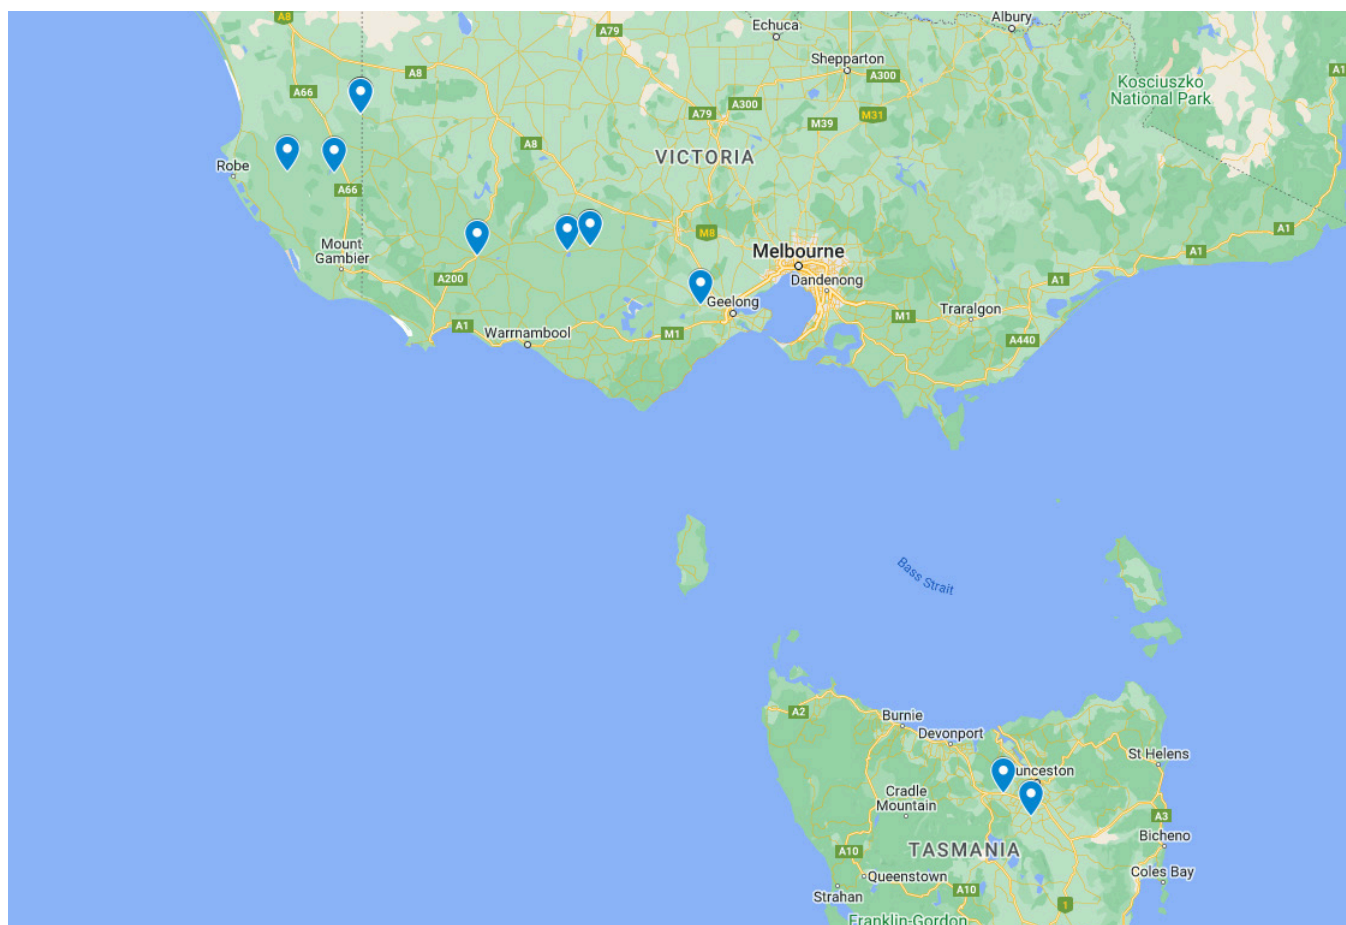 A8
A79
Echuca
Albury
Shepparton
A300
A8
A66
A1
Kosciuszko
National Park
A300
A79
M39
M31
A8
VICTORIA
Robe
A66
Mount
Gambier
M8
Melbourne
A1
A1
A200
Dandenong
A1
Geelong
M1
Traralgon
A1
Warrnambool
M1
A440
Bass Strait
A2
Burnie
Devonport
St Helens
unceston
Cradle
Mountain
A3
Bicheno
A10
TASMANIA
Queenstown
Coles Bay
Strahan
A10
1
Franklin-Gordon